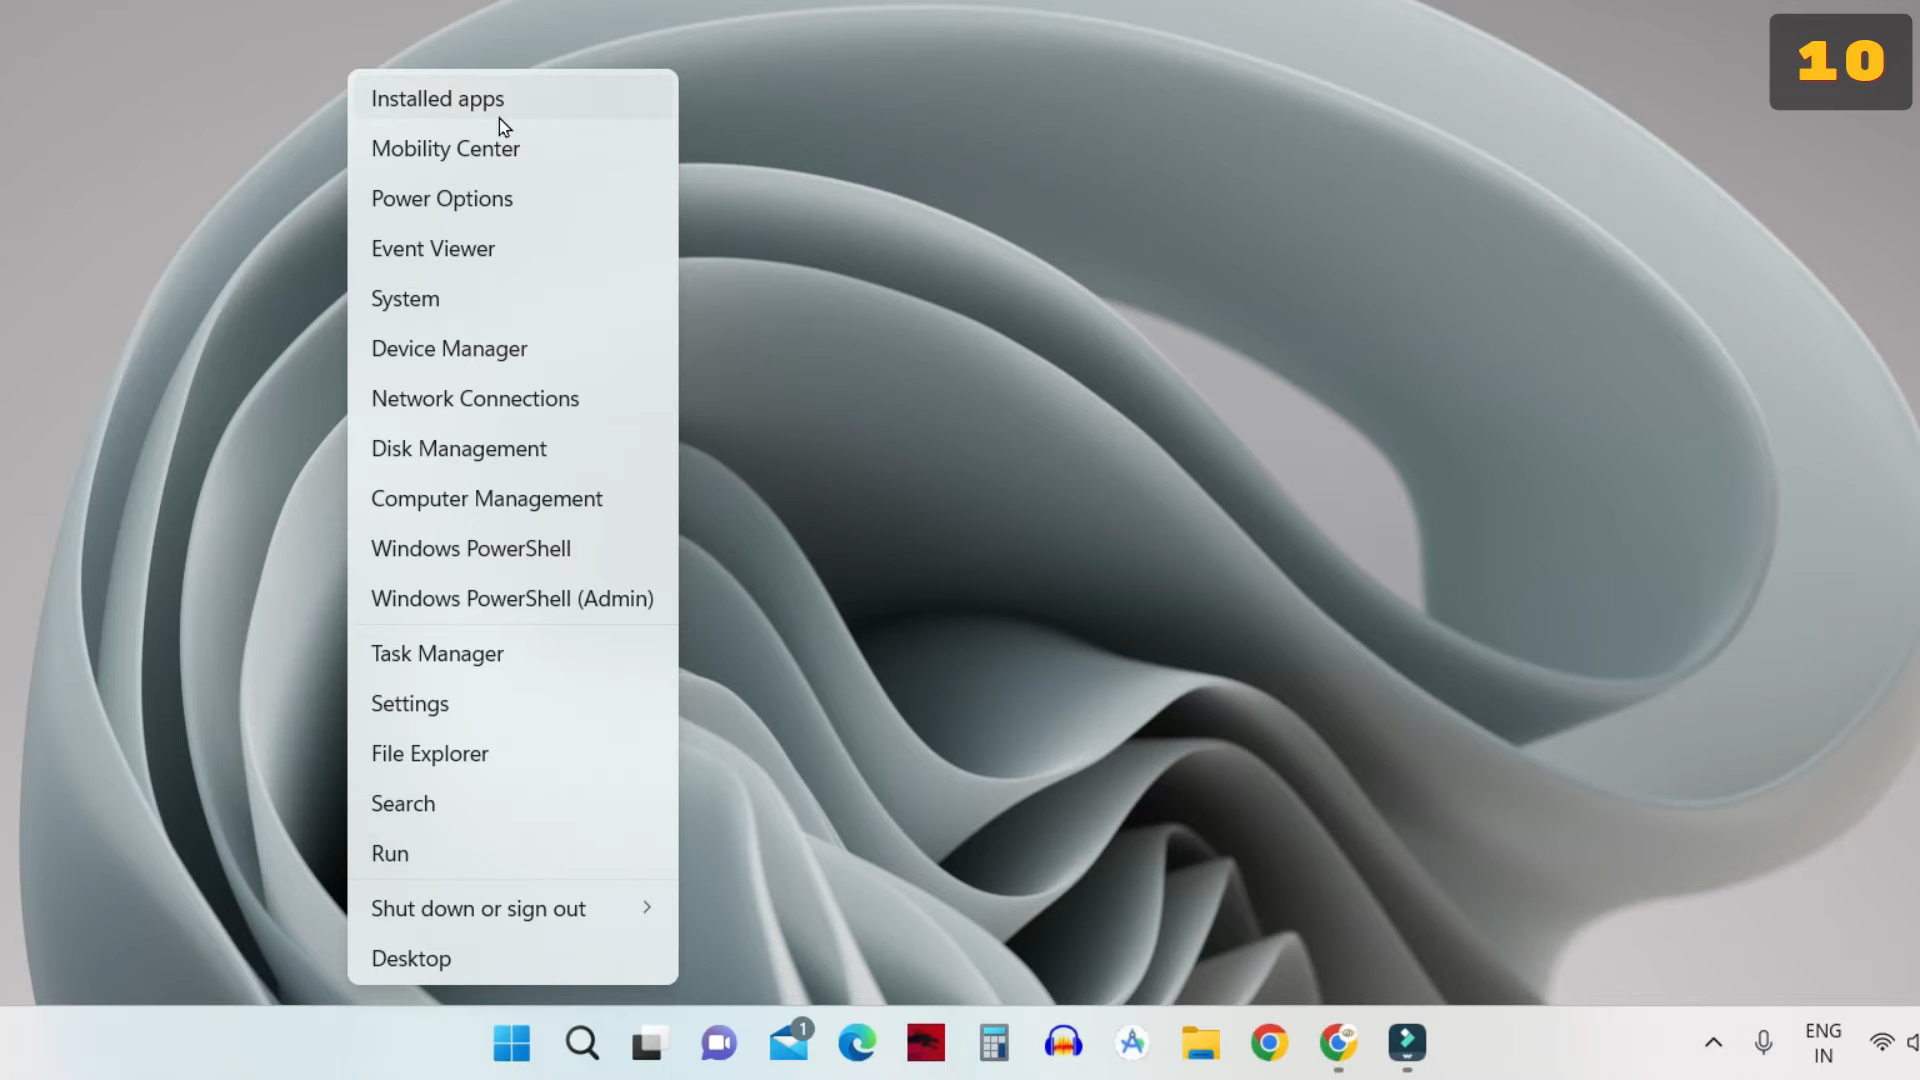 10
Installed apps
Mobility Center
Power Options
Event Viewer
System
Device Manager
Network Connections
Disk Management
Computer Management
Windows PowerShell
Windows PowerShell (Admin)
Task Manager
Settings
File Explorer
Search
Run
Shut down or sign out
Desktop
1
ENG
IN